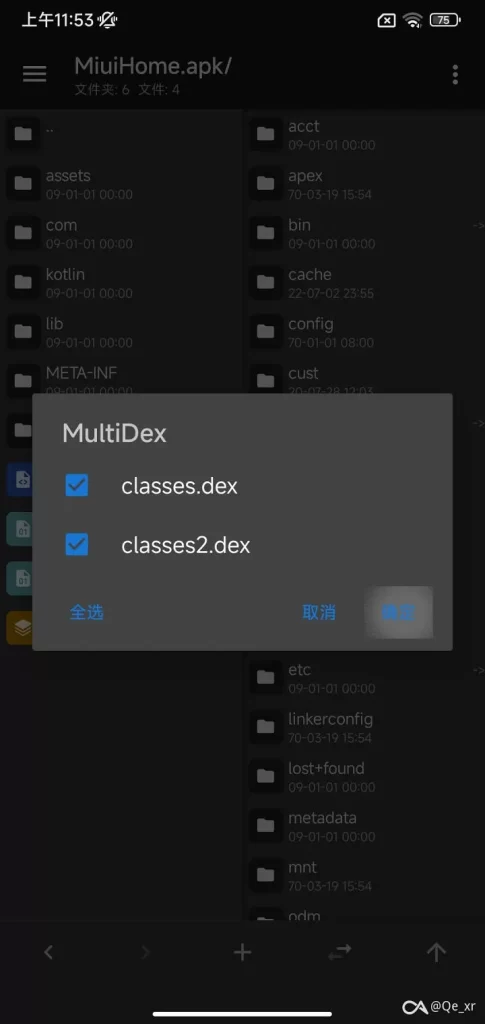 上午11:53
75
MiuiHome.apk/
文件夹: 6 文件: 4
..
assets
09-01-01 00:00
com
09-01-01 00:00
kotlin
09-01-01 00:00
lib
09-01-01 00:00
META-INF
09-01-01 00:00
acct
09-01-01 00:00
apex
70-03-19 15:54
bin
09-01-01 00:00
->
cache
22-07-02 23:55
config
70-01-01 08:00
cust
20-07-28 12:03
->
MultiDex
classes.dex
classes2.dex
全选
取消
确定
etc
09-01-01 00:00
->
linkerconfig
70-03-19 15:54
lost+found
09-01-01 00:00
metadata
09-01-01 00:00
mnt
70-03-19 15:54
odm
@Qe_xr